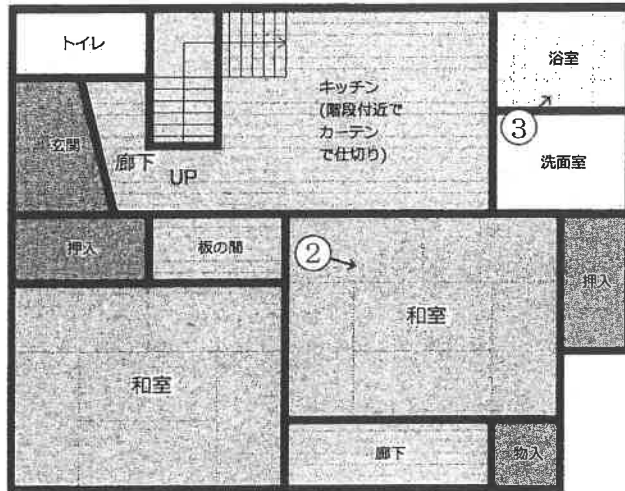 トイレ
浴室
キッチン
(階段付近で
カーテン
で仕切り)
③
玄関
廊下
UP
洗面室
押入
板の間
②
和室
押入
和室
廊下
物入